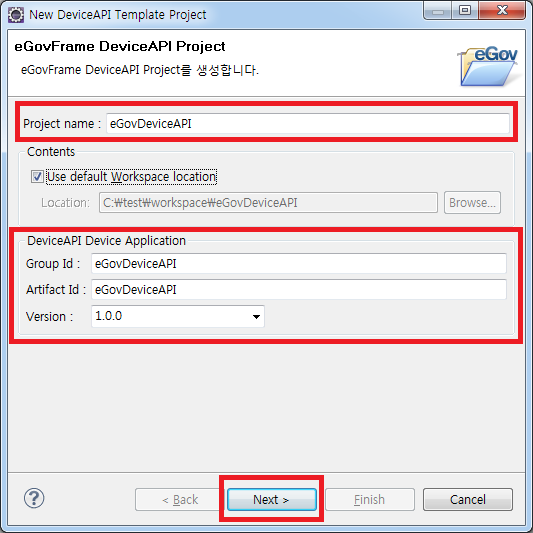 New DeviceAPI Template Project
eGovFrame DeviceAPI Project
eGovFrame DeviceAPI Project를 생성합니다.
eGov
Project name : eGovDeviceAPI
Contents
Use default Workspace location
Location: C:₩test₩workspace₩eGovDeviceAPI Browse...
DeviceAPI Device Application
Group Id : eGovDeviceAPI
Artifact Id : eGovDeviceAPI
Version : 1.0.0
? < Back Next > Finish Cancel